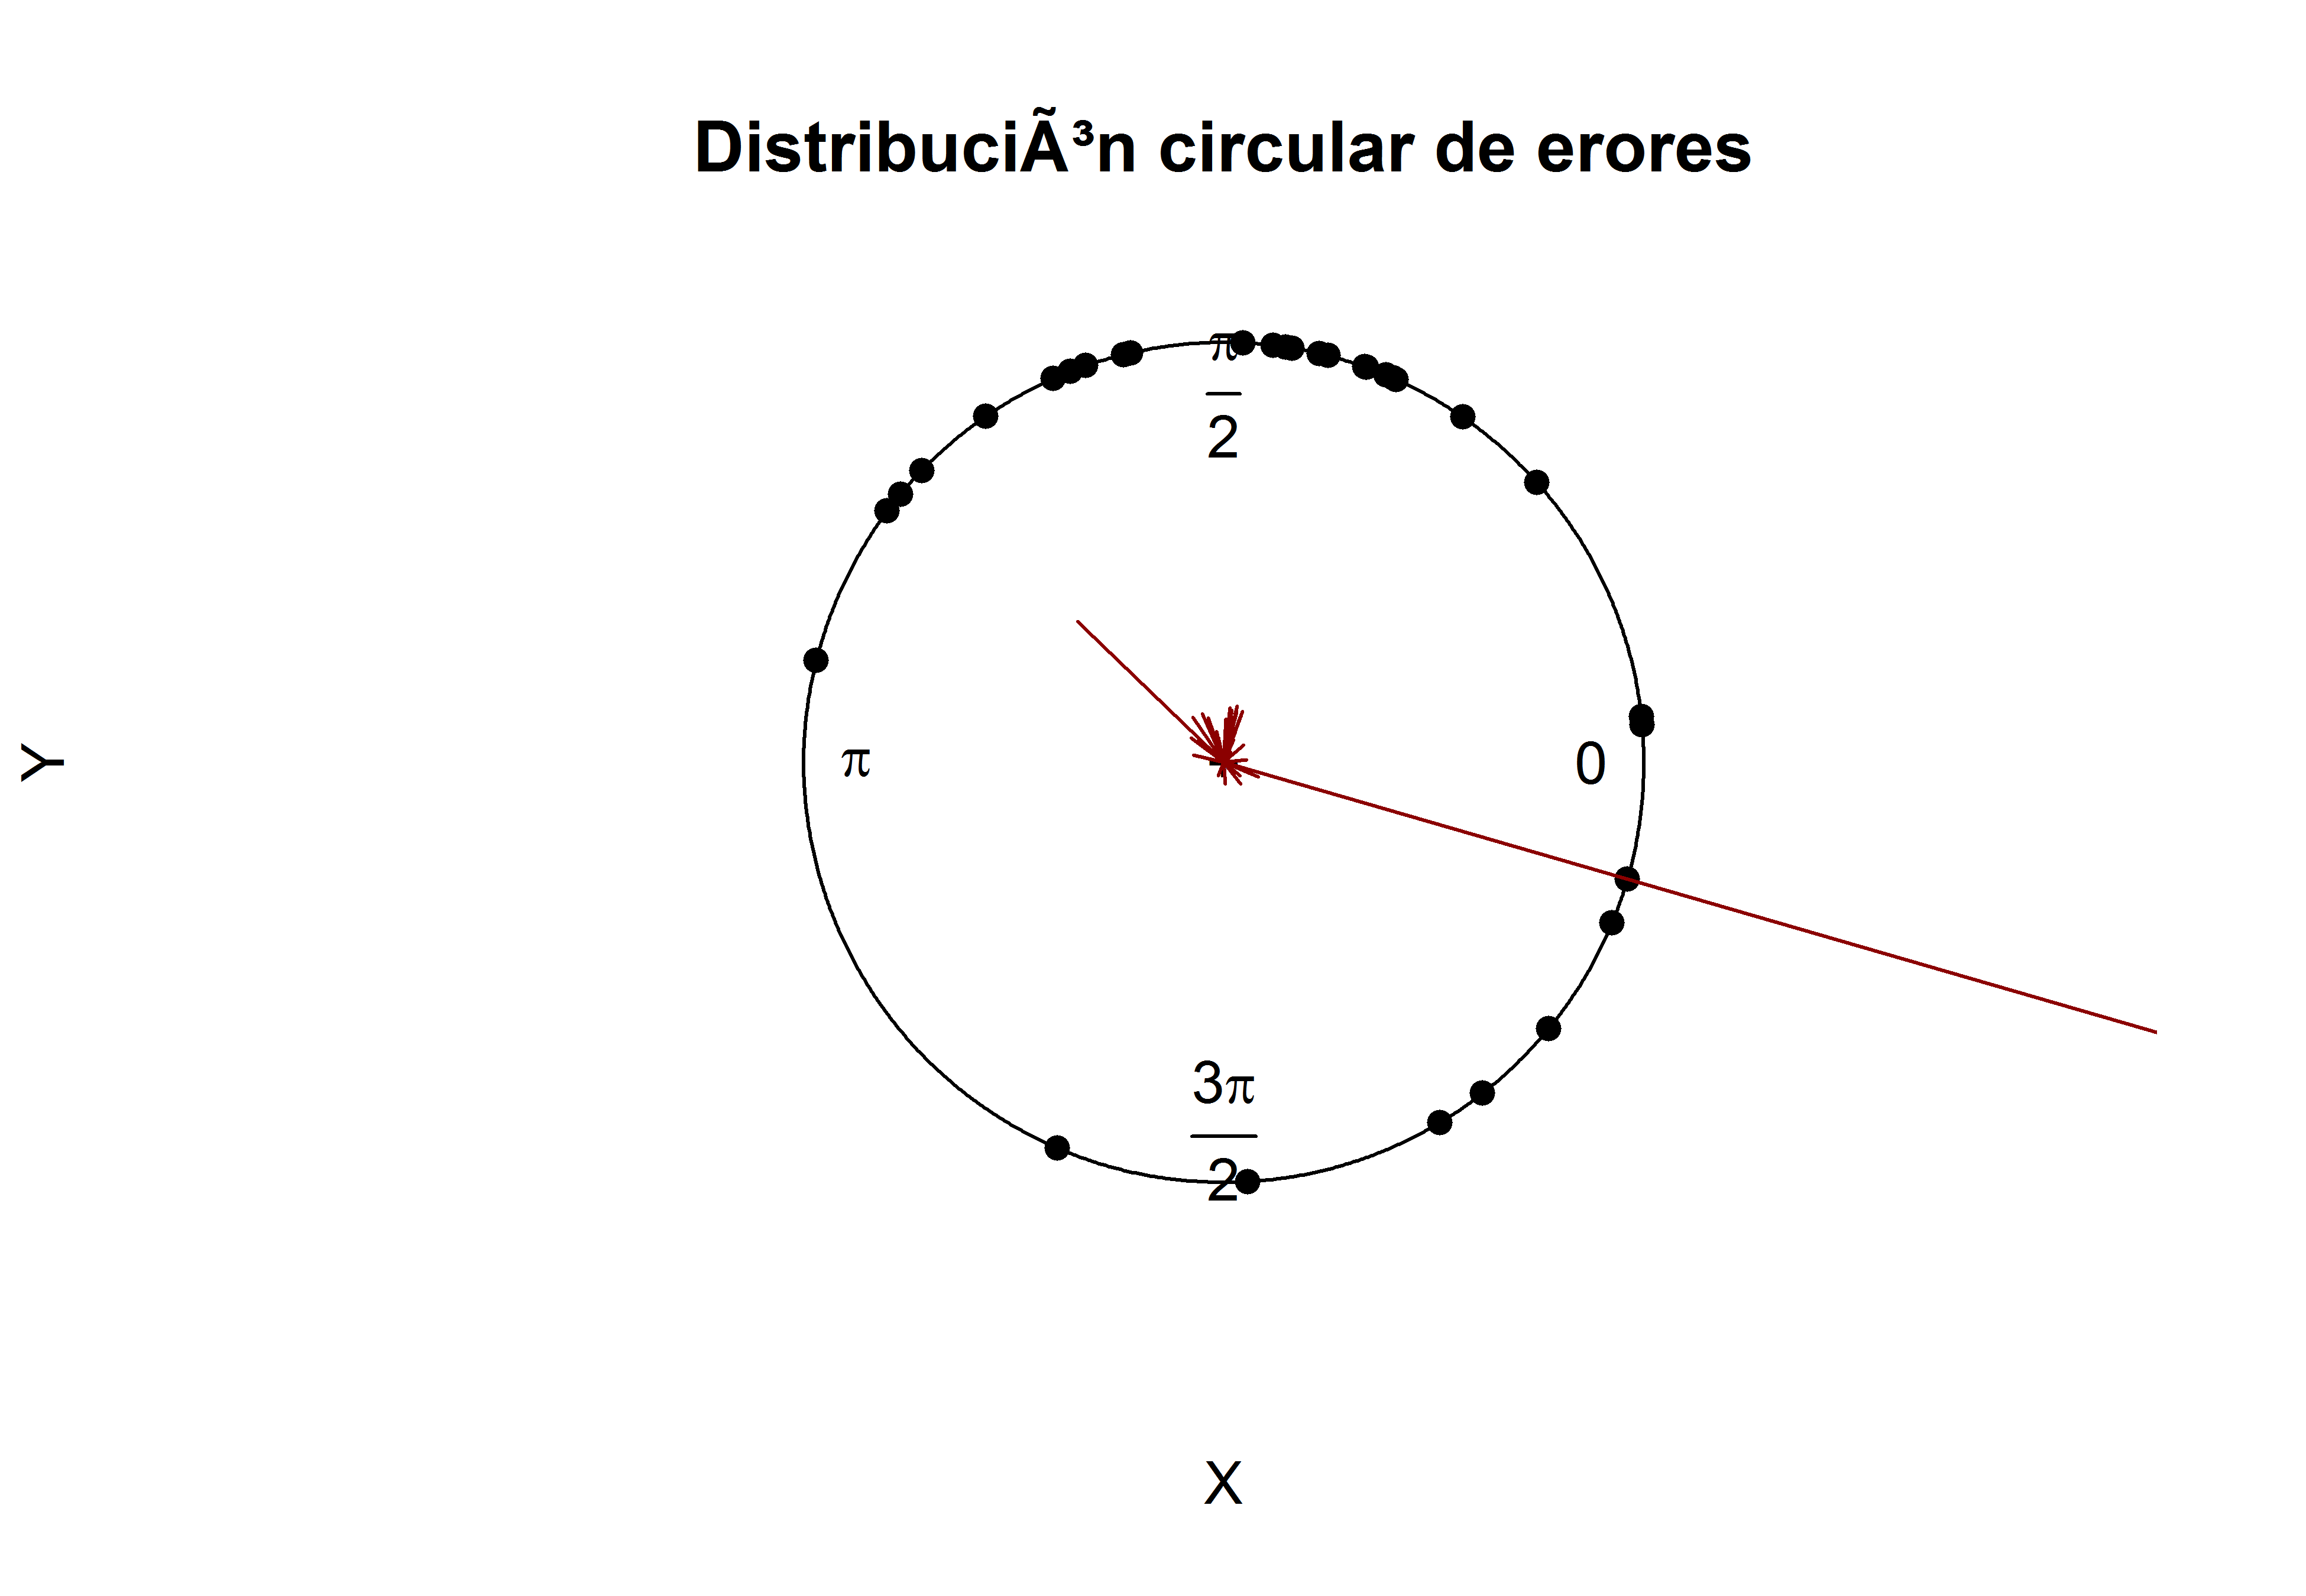 DistribuciÃ³n circular de erores
π
2
Y
π
0
3π
2
X